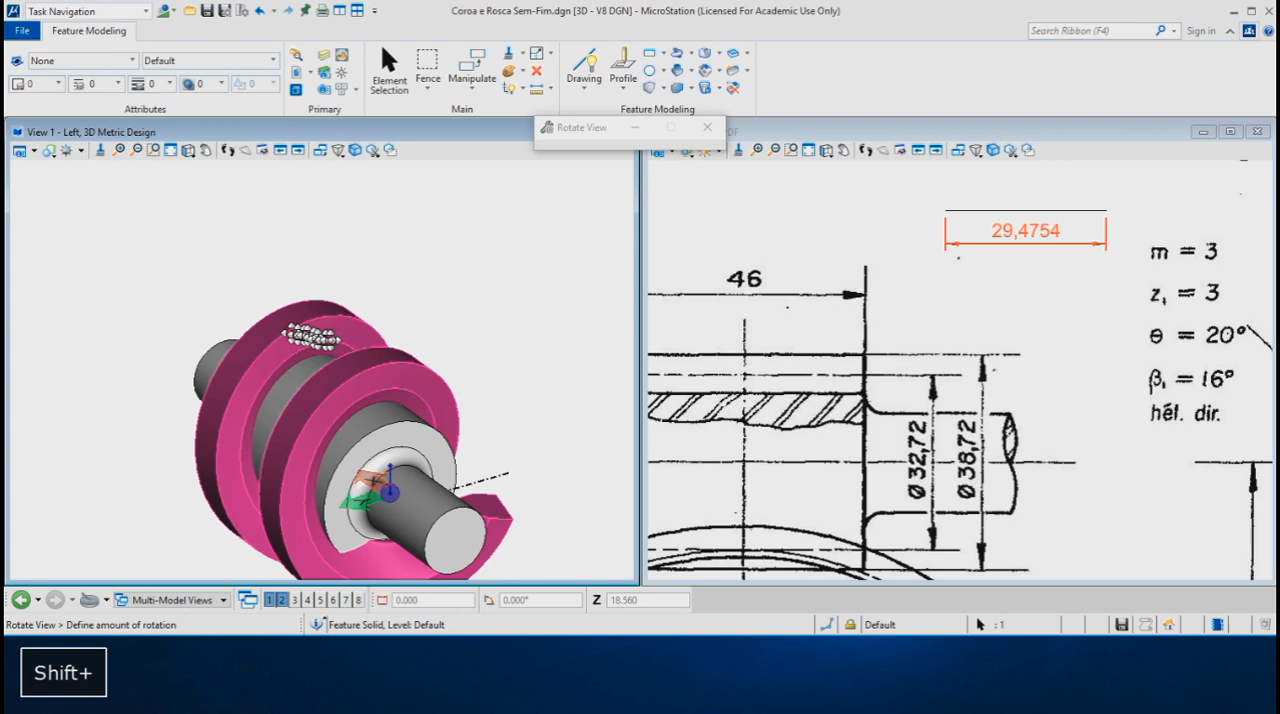 Task Navigation
Coroa e Rosca Sem-Fim.dgn [3D - V8 DGN] - MicroStation (Licensed For Academic Use Only)
File
Feature Modeling
Search Ribbon (F4)
Sign in
None
Default
0
0
0
0
0
Element Selection
Fence
Manipulate
Drawing
Profile
Attributes
Primary
Main
Feature Modeling
View 1 - Left, 3D Metric Design
Rotate View
DF
29,4754
46
m = 3
z₁ = 3
θ = 20°
β₁ = 16°
hél. dir.
Ø32,72
Ø38,72
Multi-Model Views
1 2 3 4 5 6 7 8
0.000
0.000°
Z 18.560
Rotate View > Define amount of rotation
Feature Solid, Level: Default
Default
: 1
Shift+